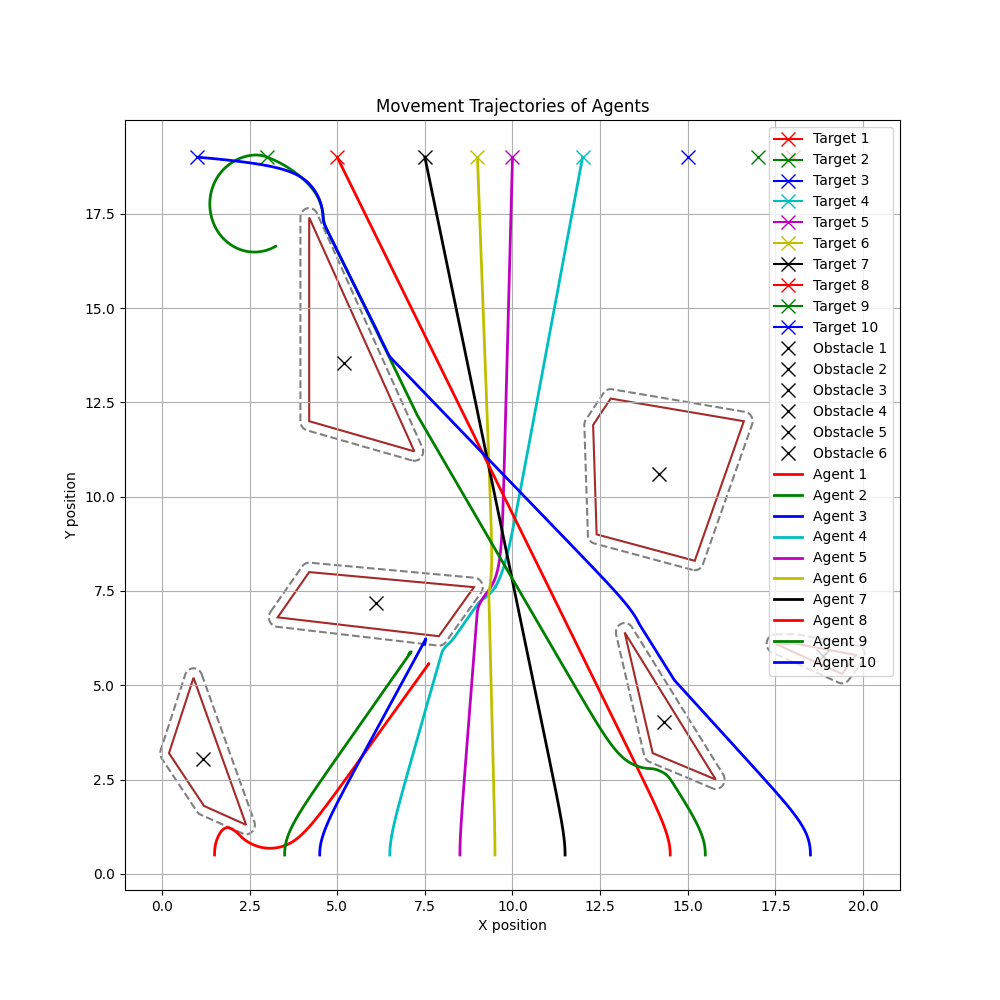 Movement Trajectories of Agents
Y position
17.5
15.0
12.5
10.0
7.5
5.0
2.5
0.0
0.0 2.5 5.0 7.5 10.0 12.5 15.0 17.5 20.0
X position
Target 1
Target 2
Target 3
Target 4
Target 5
Target 6
Target 7
Target 8
Target 9
Target 10
Obstacle 1
Obstacle 2
Obstacle 3
Obstacle 4
Obstacle 5
Obstacle 6
Agent 1
Agent 2
Agent 3
Agent 4
Agent 5
Agent 6
Agent 7
Agent 8
Agent 9
Agent 10